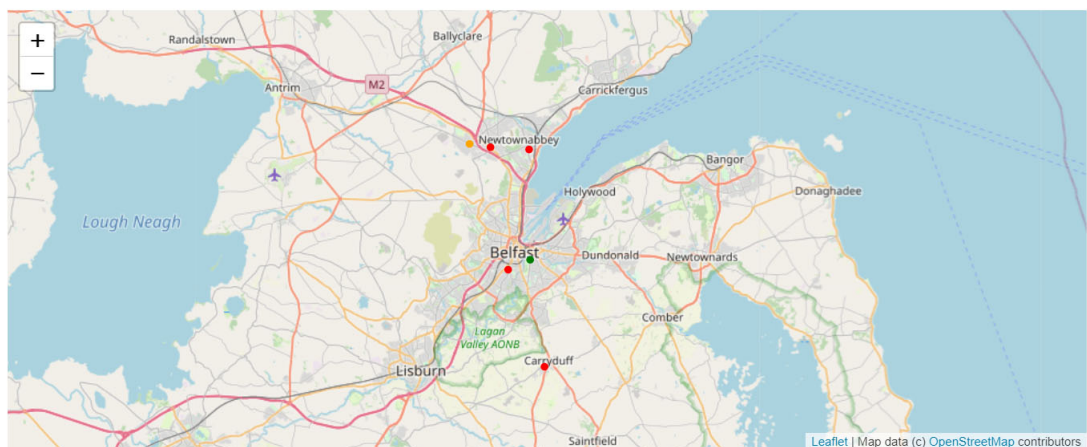 +
Ballyclare
Randalstown
−
M2
Antrim
Carrickfergus
Newtownabbey
Bangor
Holywood
Donaghadee
Lough Neagh
Belfast
Dundonald
Newtownards
Comber
Lagan
Valley AONB
Carryduff
Lisburn
Saintfield
Leaflet | Map data (c) OpenStreetMap contributors